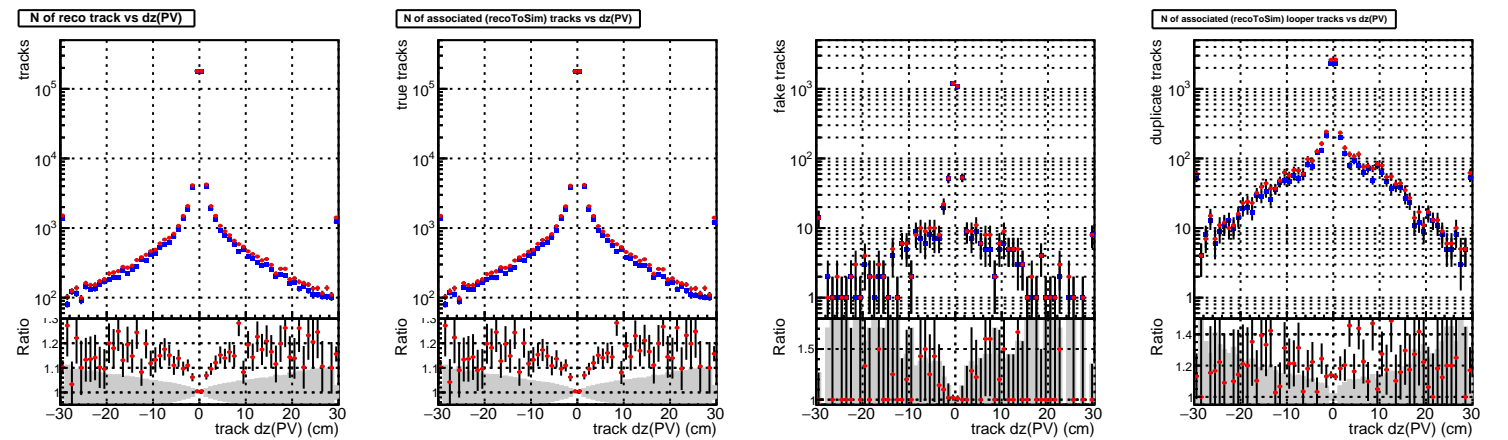 N of reco track vs dz(PV)
tracks
10^5
10^4
10^3
10^2
Ratio
1.3
1.2
1.1
1
−30 −20 −10 0 10 20 30
track dz(PV) (cm)
N of associated (recoToSim) tracks vs dz(PV)
true tracks
10^5
10^4
10^3
10^2
Ratio
1.3
1.2
1.1
1
−30 −20 −10 0 10 20 30
track dz(PV) (cm)
fake tracks
10^3
10^2
10
1
Ratio
1.5
1
−30 −20 −10 0 10 20 30
track dz(PV) (cm)
N of associated (recoToSim) looper tracks vs dz(PV)
duplicate tracks
10^3
10^2
10
1
Ratio
1.4
1.2
1
−30 −20 −10 0 10 20 30
track dz(PV) (cm)